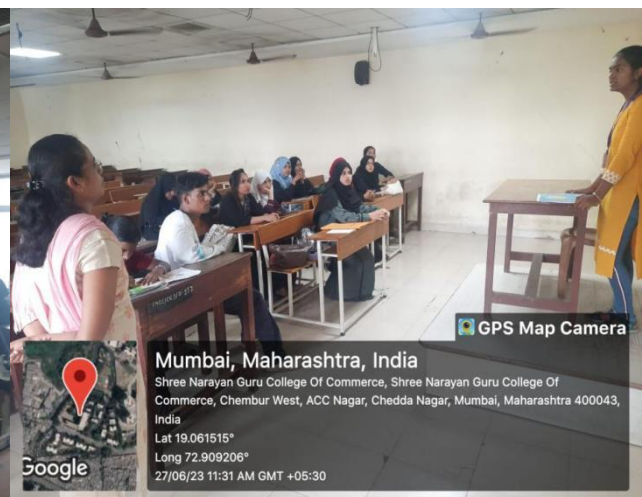 GPS Map Camera
Mumbai, Maharashtra, India
Shree Narayan Guru College Of Commerce, Shree Narayan Guru College Of
Commerce, Chembur West, ACC Nagar, Chedda Nagar, Mumbai, Maharashtra 400043,
India
Lat 19.061515°
Long 72.909206°
27/06/23 11:31 AM GMT +05:30
Google